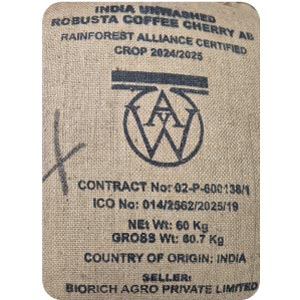 INDIA UNWASHED
ROBUSTA COFFEE CHERRY AB
RAINFOREST ALLIANCE CERTIFIED
CROP 2024/2025
CONTRACT No: 02-P-600138/1
ICO No: 014/2562/2025/19
NET Wt: 60 Kg
GROSS Wt: 60.7 Kg
COUNTRY OF ORIGIN: INDIA
SELLER:
BIORICH AGRO PRIVATE LIMITED